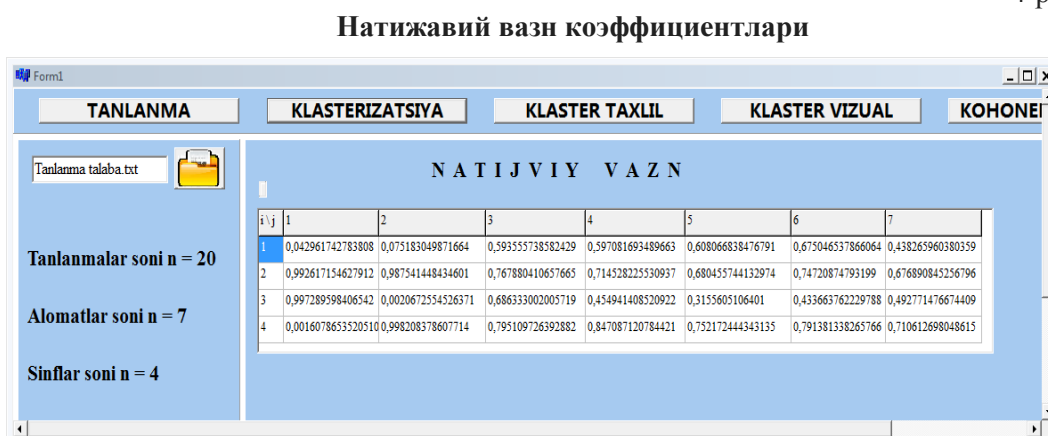 Натижавий вазн коэффициентлари
Form1
TANLANMA KLASTERIZATSIYA KLASTER TAXLIL KLASTER VIZUAL
Tanlanma talaba.txt
N A T I J V I Y V A Z N
i \ j 1 2 3 4 5 6 7
1 0,042961742783808 0,075183049871664 0,593555738582429 0,597081693489663 0,608066838476791 0,675046537866064 0,438265960380359
2 0,992617154627912 0,987541448434601 0,767880410657665 0,714528225530937 0,680455744132974 0,74720874793199 0,676890845256796
3 0,997289598406542 0,0020672554526371 0,686333002005719 0,454941408520922 0,3155605106401 0,433663762229788 0,492771476674409
4 0,0016078653520510 0,998208378607714 0,795109726392882 0,847087120784421 0,752172444343135 0,791381338265766 0,710612698048615
Tanlanmalar soni n = 20
Alomatlar soni n = 7
Sinflar soni n = 4